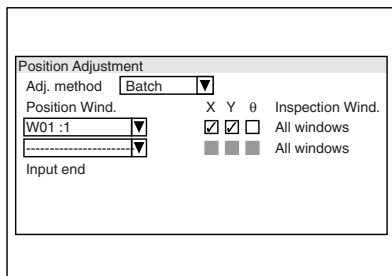 Position Adjustment
Adj. method Batch
Position Wind. X Y θ Inspection Wind.
W01 :1 All windows
----------------------- All windows
Input end